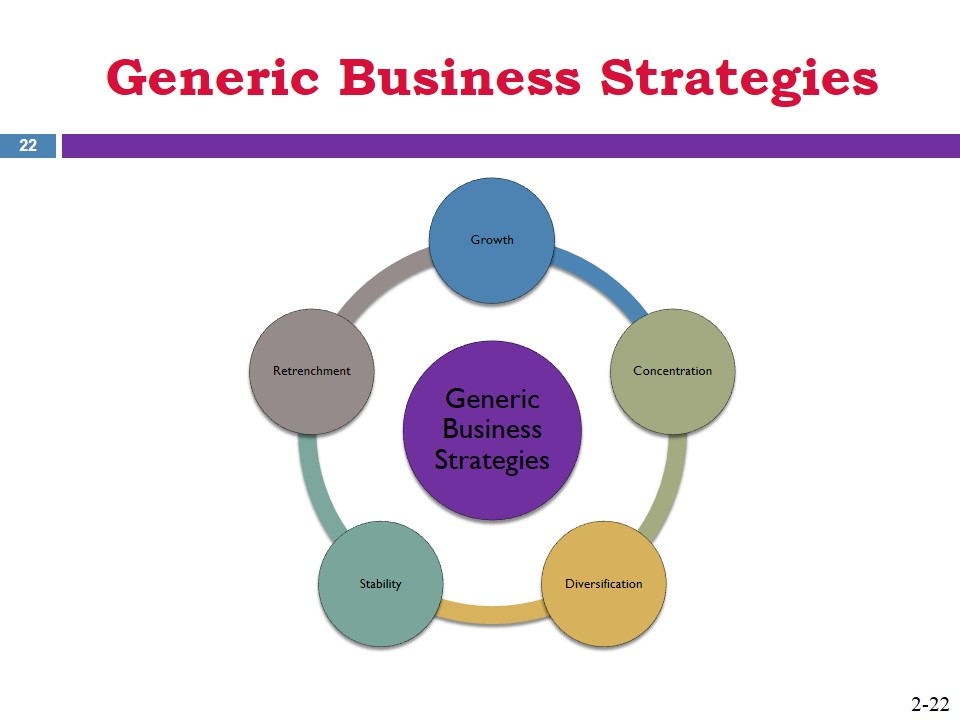 Generic Business Strategies
22
Growth
Retrenchment
Concentration
Generic
Business
Strategies
Stability
Diversification
2-22